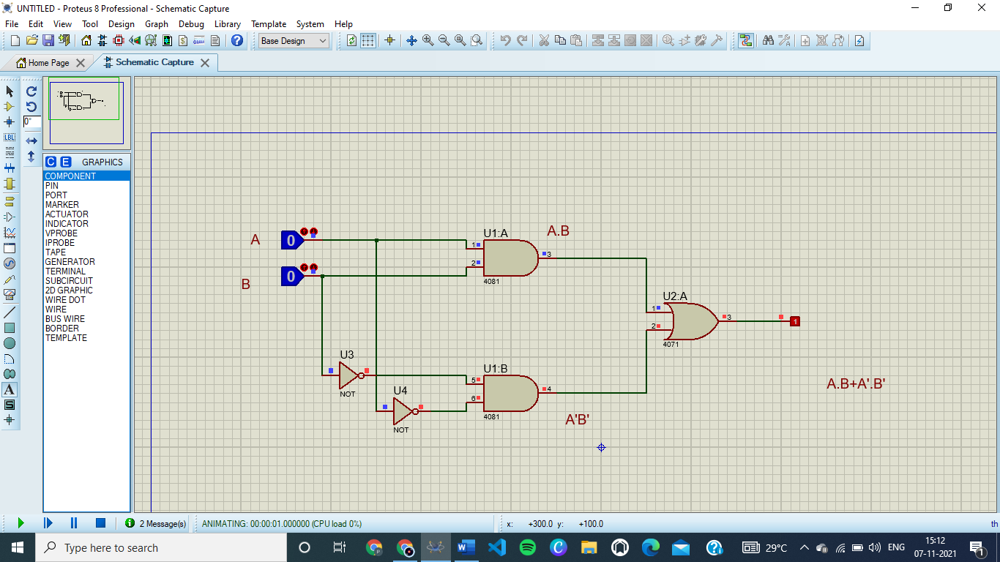 UNTITLED - Proteus 8 Professional - Schematic Capture
File Edit View Tool Design Graph Debug Library Template System Help
Base Design
Home Page
Schematic Capture
0°
LBL
C E GRAPHICS
COMPONENT
PIN
PORT
MARKER
ACTUATOR
INDICATOR
VPROBE
IPROBE
TAPE
GENERATOR
TERMINAL
SUBCIRCUIT
2D GRAPHIC
WIRE DOT
WIRE
BUS WIRE
BORDER
TEMPLATE
A
S
A 0
B 0
U1:A
A.B
1
2
3
4081
U2:A
1
2
3
4071
1
U3
NOT
U4
NOT
U1:B
5
6
4
4081
A'B'
A.B+A'.B'
2 Message(s)
ANIMATING: 00:00:01.000000 (CPU load 0%)
x: +300.0 y: +100.0
th
Type here to search
29°C
ENG
15:12
07-11-2021
1